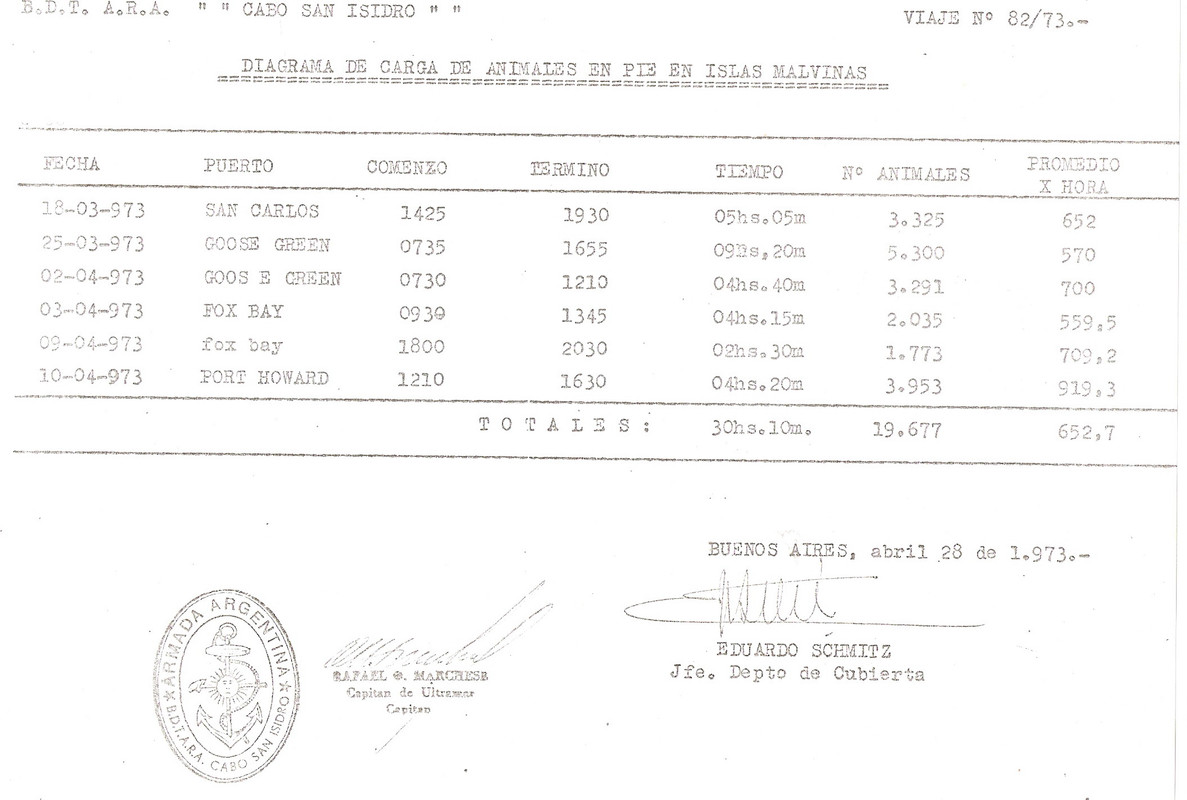 B.D.T. A.R.A. " " CABO SAN ISIDRO " "
VIAJE Nº 82/73.-
DIAGRAMA DE CARGA DE ANIMALES EN PIE EN ISLAS MALVINAS
FECHA PUERTO COMENZO TERMINO TIEMPO Nº ANIMALES PROMEDIO
X HORA
18-03-973 SAN CARLOS 1425 1930 05hs.05m 3.325 652
25-03-973 GOOSE GREEN 0735 1655 09hs,20m 5.300 570
02-04-973 GOOS E GREEN 0730 1210 04hs.40m 3.291 700
03-04-973 FOX BAY 0930 1345 04hs.15m 2.035 559,5
09-04-973 fox bay 1800 2030 02hs.30m 1.773 709,2
10-04-973 PORT HOWARD 1210 1630 04hs.20m 3.953 919,3
T O T A L E S : 30hs.10m. 19.677 652,7
BUENOS AIRES, abril 28 de 1.973.-
EDUARDO SCHMITZ
Jfe. Depto de Cubierta
RAFAEL MARCHESE
Capitan de Ultramar
Capitan
ARMADA ARGENTINA
B.D.T.A.R.A. CABO SAN ISIDRO